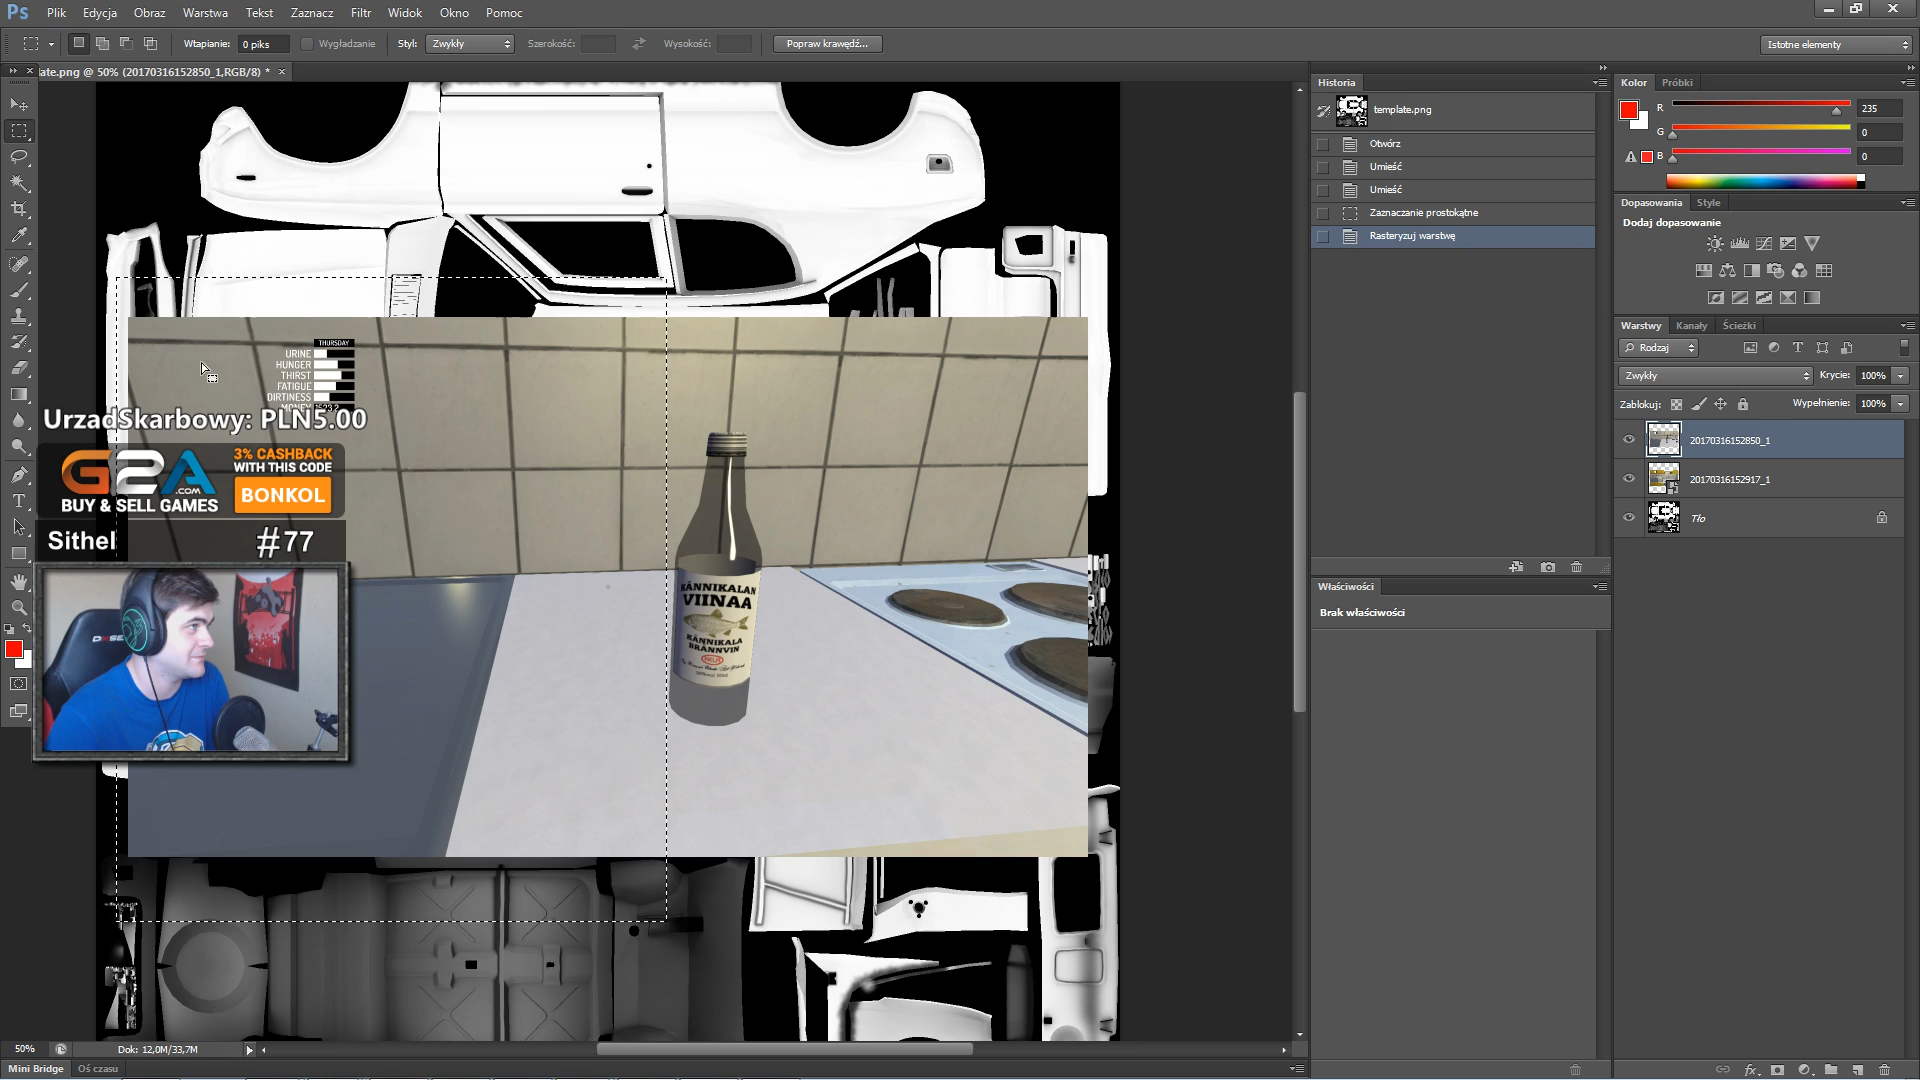 Ps Plik Edycja Obraz Warstwa Tekst Zaznacz Filtr Widok Okno Pomoc
Wtapianie: 0 piks Wygładzanie Styl: Zwykły Szerokość: Wysokość: Popraw krawędź... Istotne elementy
late.png @ 50% (20170316152850_1,RGB/8) *
Historia
template.png
Otwórz
Umieść
Umieść
Zaznaczanie prostokątne
Rasteryzuj warstwę
Właściwości
Brak właściwości
Kolor Próbki
R 235
G 0
B 0
Dopasowania Style
Dodaj dopasowanie
Warstwy Kanały Ścieżki
Rodzaj
Zwykły Krycie: 100%
Zablokuj: Wypełnienie: 100%
20170316152850_1
20170316152917_1
Tło
THURSDAY
URINE
HUNGER
THIRST
FATIGUE
DIRTINESS
UrzadSkarbowy: PLN5.00
G2A.COM
BUY & SELL GAMES
3% CASHBACK
WITH THIS CODE
BONKOL
Sithel #77
KÄNNIKALAN
VIINAA
KÄNNIKALA
BRÄNNVIN
50% Dok: 12,0M/33,7M
Mini Bridge Oś czasu